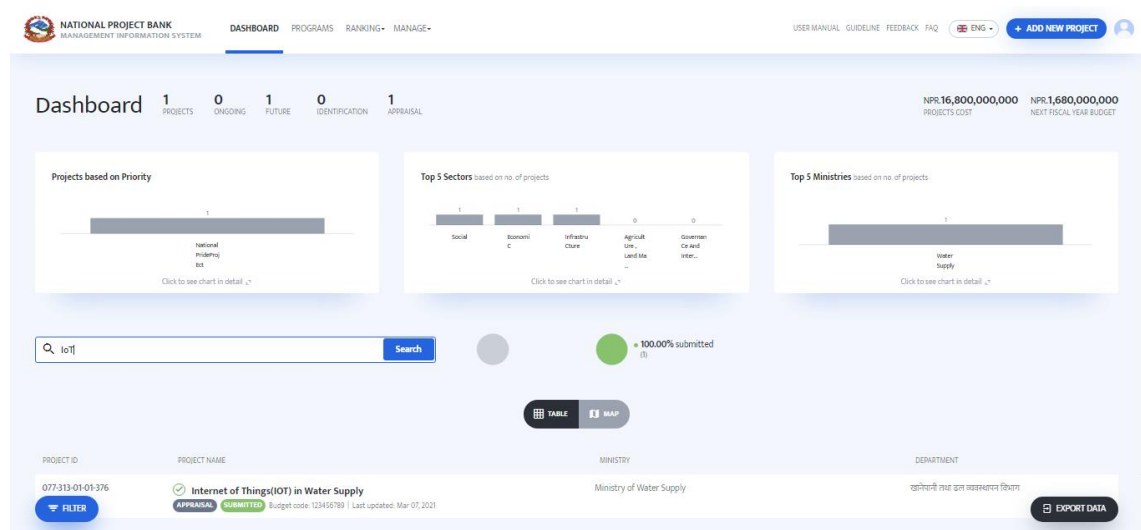 NATIONAL PROJECT BANK
MANAGEMENT INFORMATION SYSTEM
DASHBOARD PROGRAMS RANKING MANAGE
USER MANUAL GUIDELINE FEEDBACK FAQ ENG + ADD NEW PROJECT
Dashboard 1 PROJECTS 0 ONGOING 1 FUTURE 0 IDENTIFICATION 1 APPRAISAL
NPR.16,800,000,000 NPR.1,680,000,000
PROJECTS COST NEXT FISCAL YEAR BUDGET
Projects based on Priority
1
National
PrideProj
Ect
Click to see chart in detail
Top 5 Sectors based on no. of projects
1 1 1 0 0
Social Economi Infrastru Agricult Governan
C Cture Ure , Ce And
Land Ma Inter...
...
Click to see chart in detail
Top 5 Ministries based on no. of projects
1
Water
Supply
Click to see chart in detail
IoT Search
100.00% submitted
(1)
TABLE MAP
PROJECT ID PROJECT NAME MINISTRY DEPARTMENT
077-313-01-01-376 Internet of Things(IOT) in Water Supply Ministry of Water Supply खानेपानी तथा ढल व्यवस्थापन विभाग
APPRAISAL SUBMITTED Budget code: 123456789 | Last updated: Mar 07, 2021
FILTER EXPORT DATA